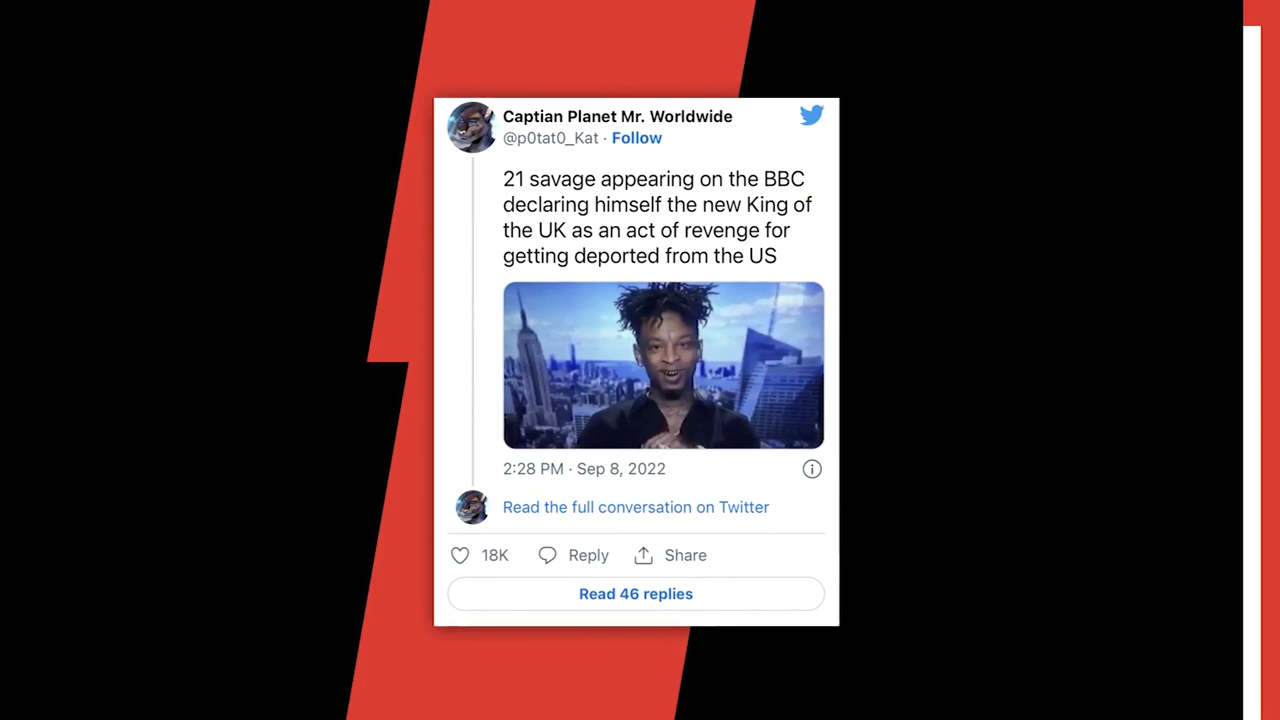 Captian Planet Mr. Worldwide
@p0tat0_Kat · Follow
21 savage appearing on the BBC
declaring himself the new King of
the UK as an act of revenge for
getting deported from the US
2:28 PM · Sep 8, 2022
Read the full conversation on Twitter
18K Reply Share
Read 46 replies